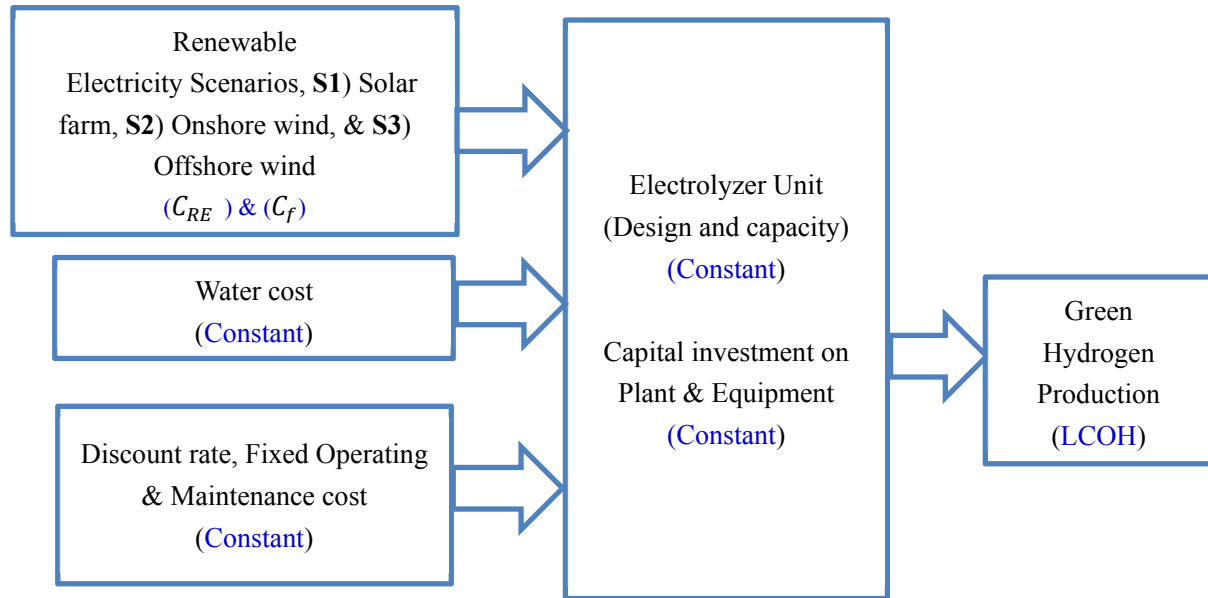 Renewable
Electricity Scenarios, S1) Solar
farm, S2) Onshore wind, & S3)
Offshore wind
(C_RE ) & (C_f)
Water cost
(Constant)
Discount rate, Fixed Operating
& Maintenance cost
(Constant)
Electrolyzer Unit
(Design and capacity)
(Constant)
Capital investment on
Plant & Equipment
(Constant)
Green
Hydrogen
Production
(LCOH)